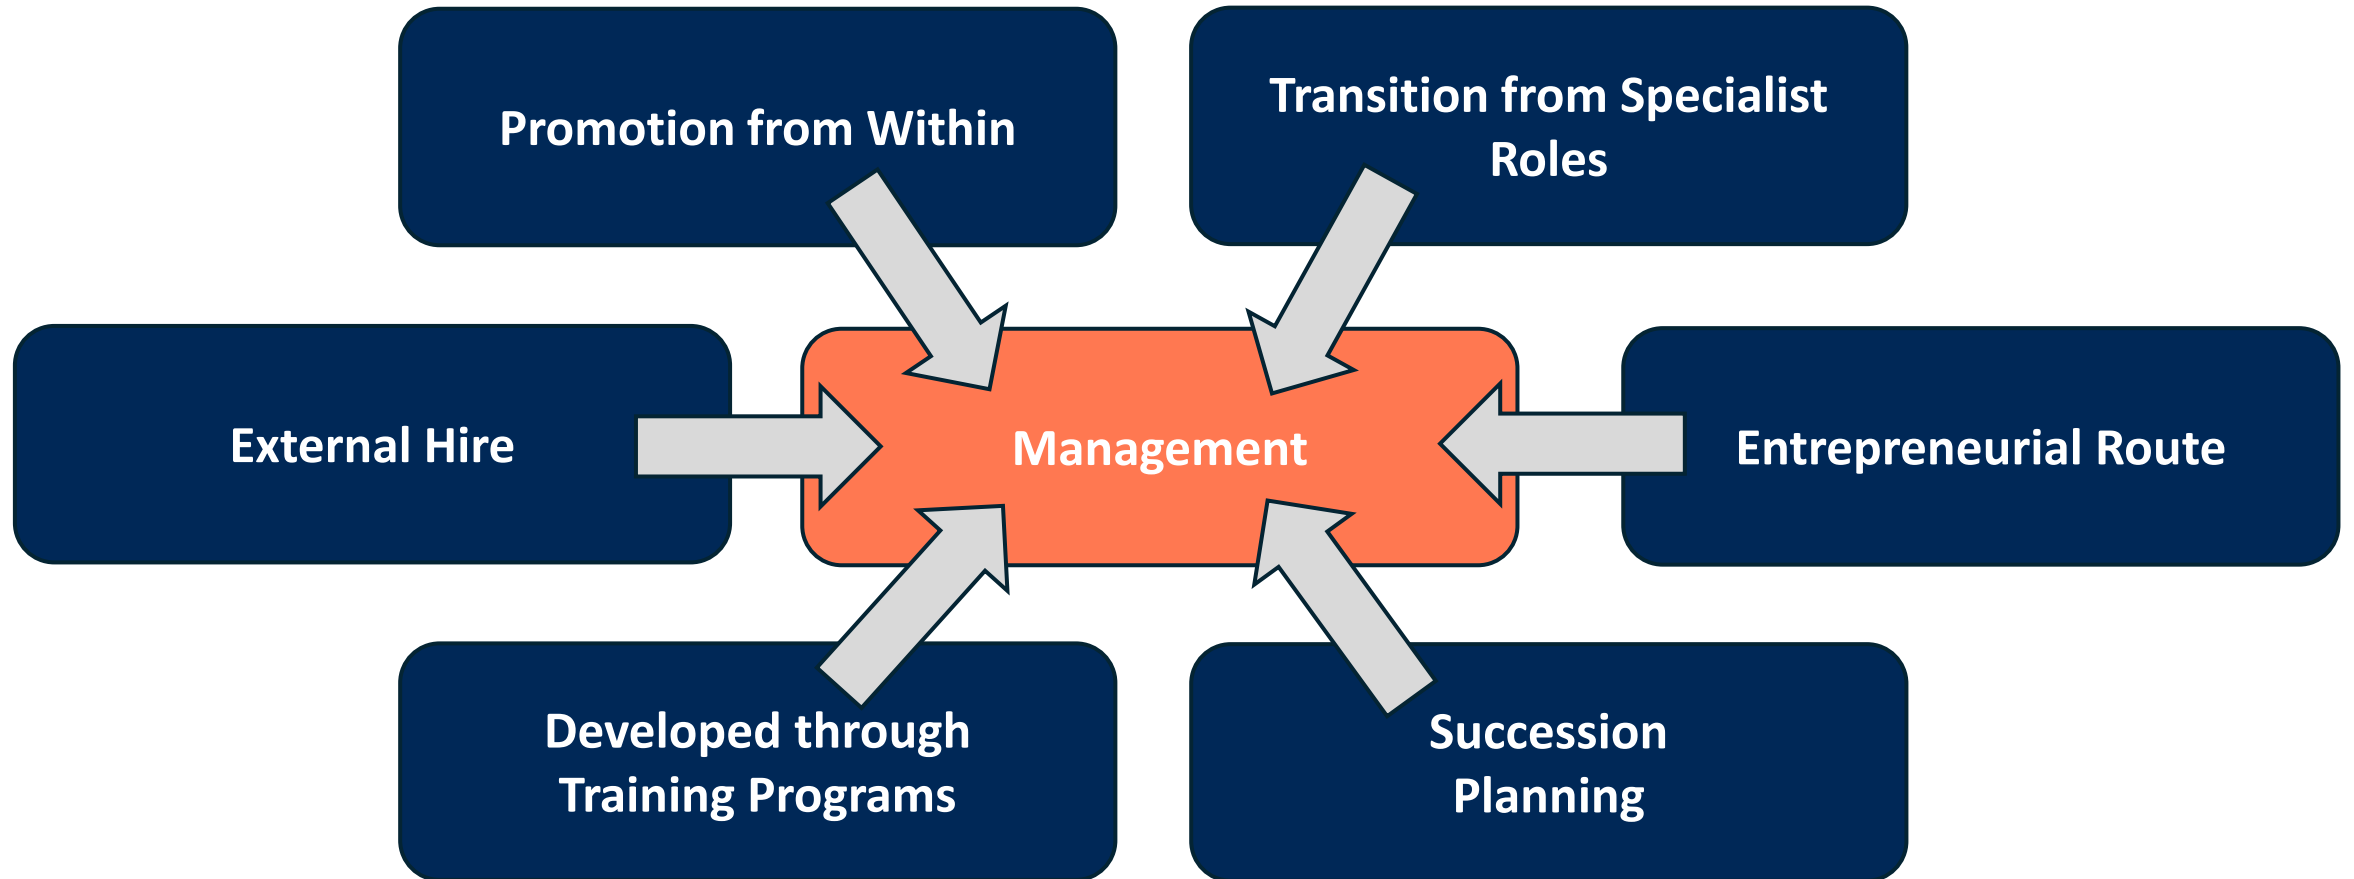 Promotion from Within
Transition from Specialist
Roles
External Hire
Management
Entrepreneurial Route
Developed through
Training Programs
Succession
Planning